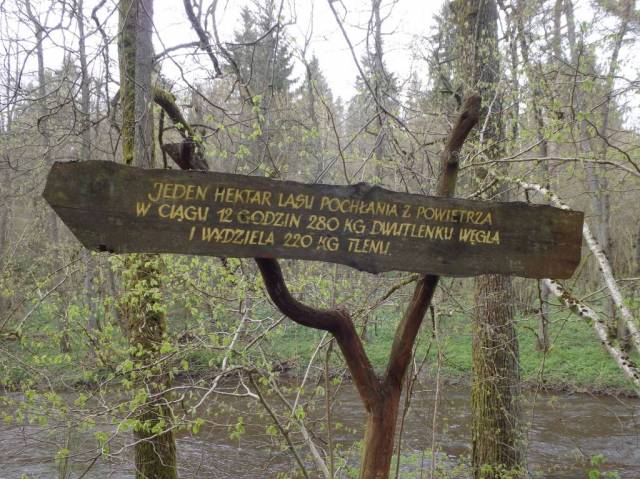 JEDEN HEKTAR LASU POCHŁANIA Z POWIETRZA
W CIĄGU 12 GODZIN 280 KG DWUTLENKU WĘGLA
I WYDZIELA 220 KG TLENU.